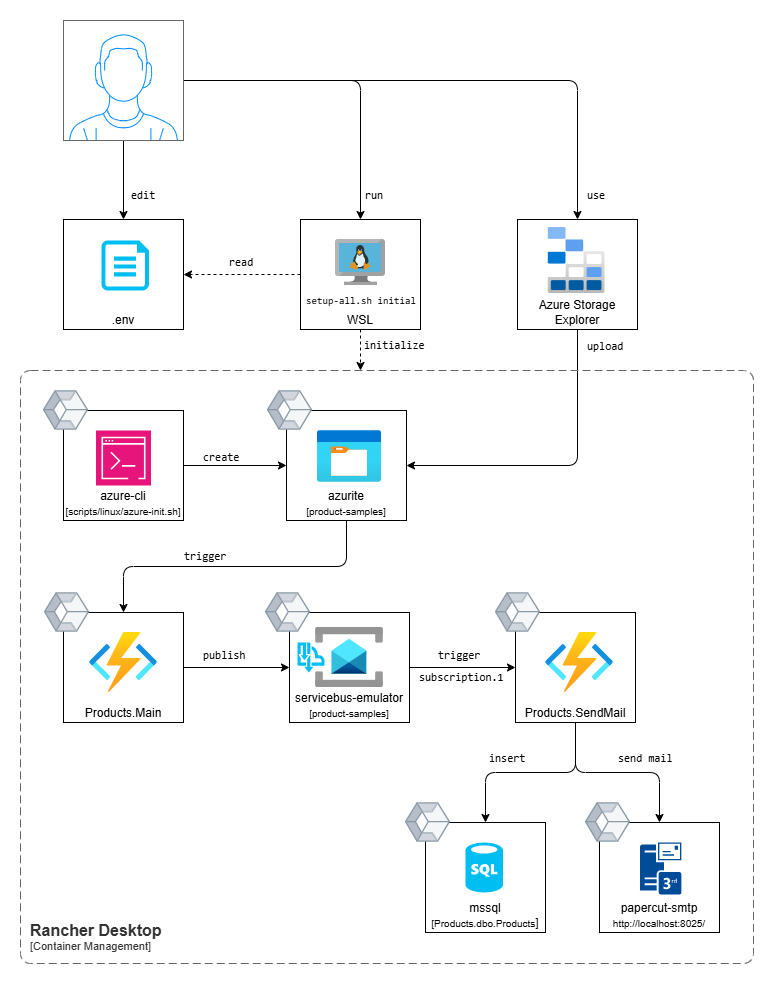 edit
run
use
read
.env
setup-all.sh initial
WSL
Azure Storage
Explorer
initialize
upload
azure-cli
[scripts/linux/azure-init.sh]
create
azurite
[product-samples]
trigger
Products.Main
publish
servicebus-emulator
[product-samples]
trigger
subscription.1
Products.SendMail
insert
send mail
SQL
mssql
[Products.dbo.Products]
3rd
papercut-smtp
http://localhost:8025/
Rancher Desktop
[Container Management]